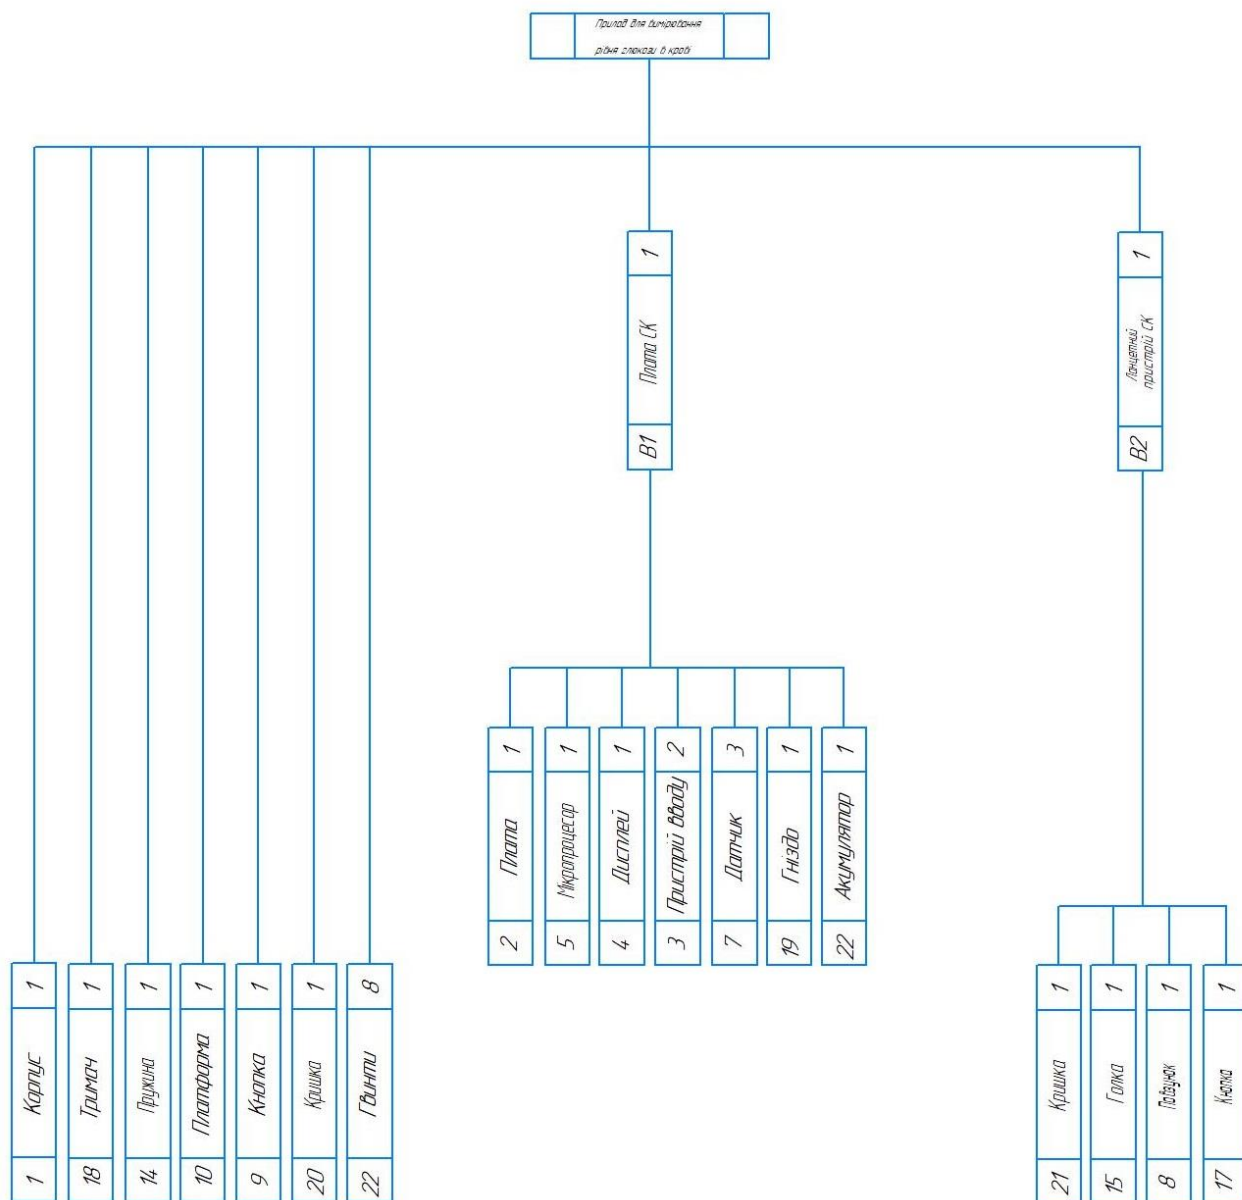 Прилад для вимірювання
рівня глюкози в крові
1
Плата СК
В1
1
Ланцетний
пристрій СК
В2
1
Плата
2
1
Мікропроцесор
5
1
Дисплей
4
2
Пристрій вводу
3
3
Датчик
7
1
Гніздо
19
1
Акумулятор
22
1
Корпус
1
1
Тримач
18
1
Пружина
14
1
Платформа
10
1
Кнопка
9
1
Кришка
20
8
Гвинти
22
1
Кришка
21
1
Голка
15
1
Повзунок
8
1
Кнопка
17